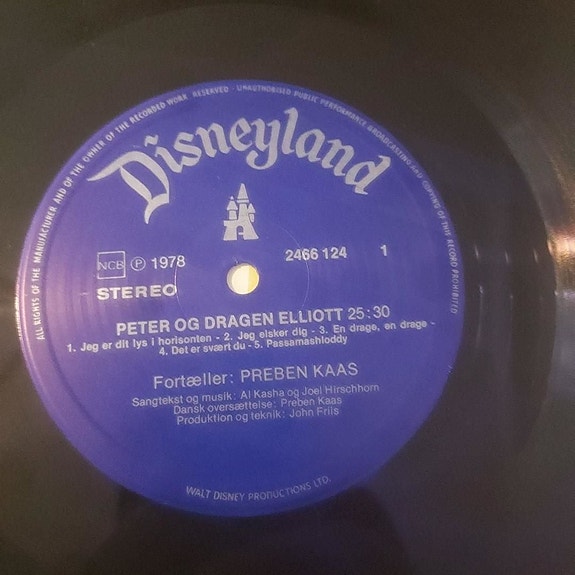 ALL RIGHTS OF THE MANUFACTURER AND OF THE OWNER OF THE RECORDED WORK RESERVED - UNAUTHORISED PUBLIC PERFORMANCE BROADCASTING AND COPYING OF THIS RECORD PROHIBITED
Disneyland
NCB Ⓟ 1978 2466 124 1
STEREO
PETER OG DRAGEN ELLIOTT 25:30
1. Jeg er dit lys i horisonten - 2. Jeg elsker dig - 3. En drage, en drage -
4. Det er svært du - 5. Passamashloddy
Fortæller: PREBEN KAAS
Sangtekst og musik: Al Kasha og Joel Hirschhorn
Dansk oversættelse: Preben Kaas
Produktion og teknik: John Friis
WALT DISNEY PRODUCTIONS LTD.